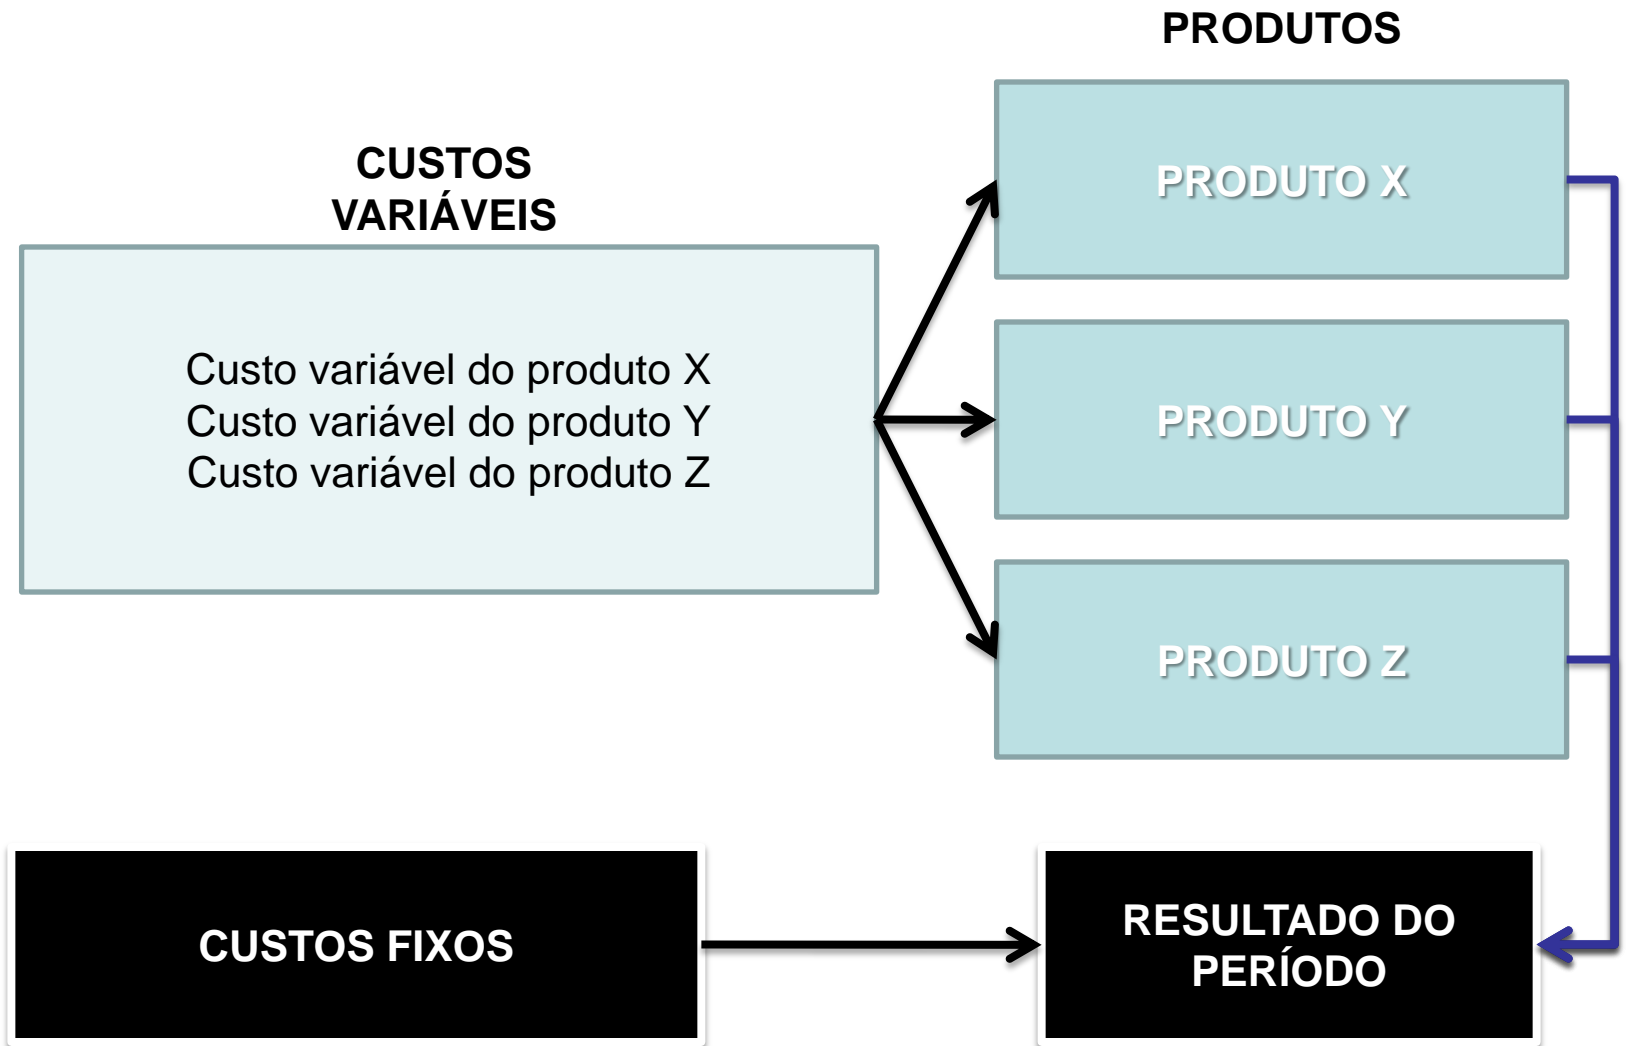 PRODUTOS
CUSTOS
VARIÁVEIS
Custo variável do produto X
Custo variável do produto Y
Custo variável do produto Z
PRODUTO X
PRODUTO Y
PRODUTO Z
CUSTOS FIXOS
RESULTADO DO
PERÍODO